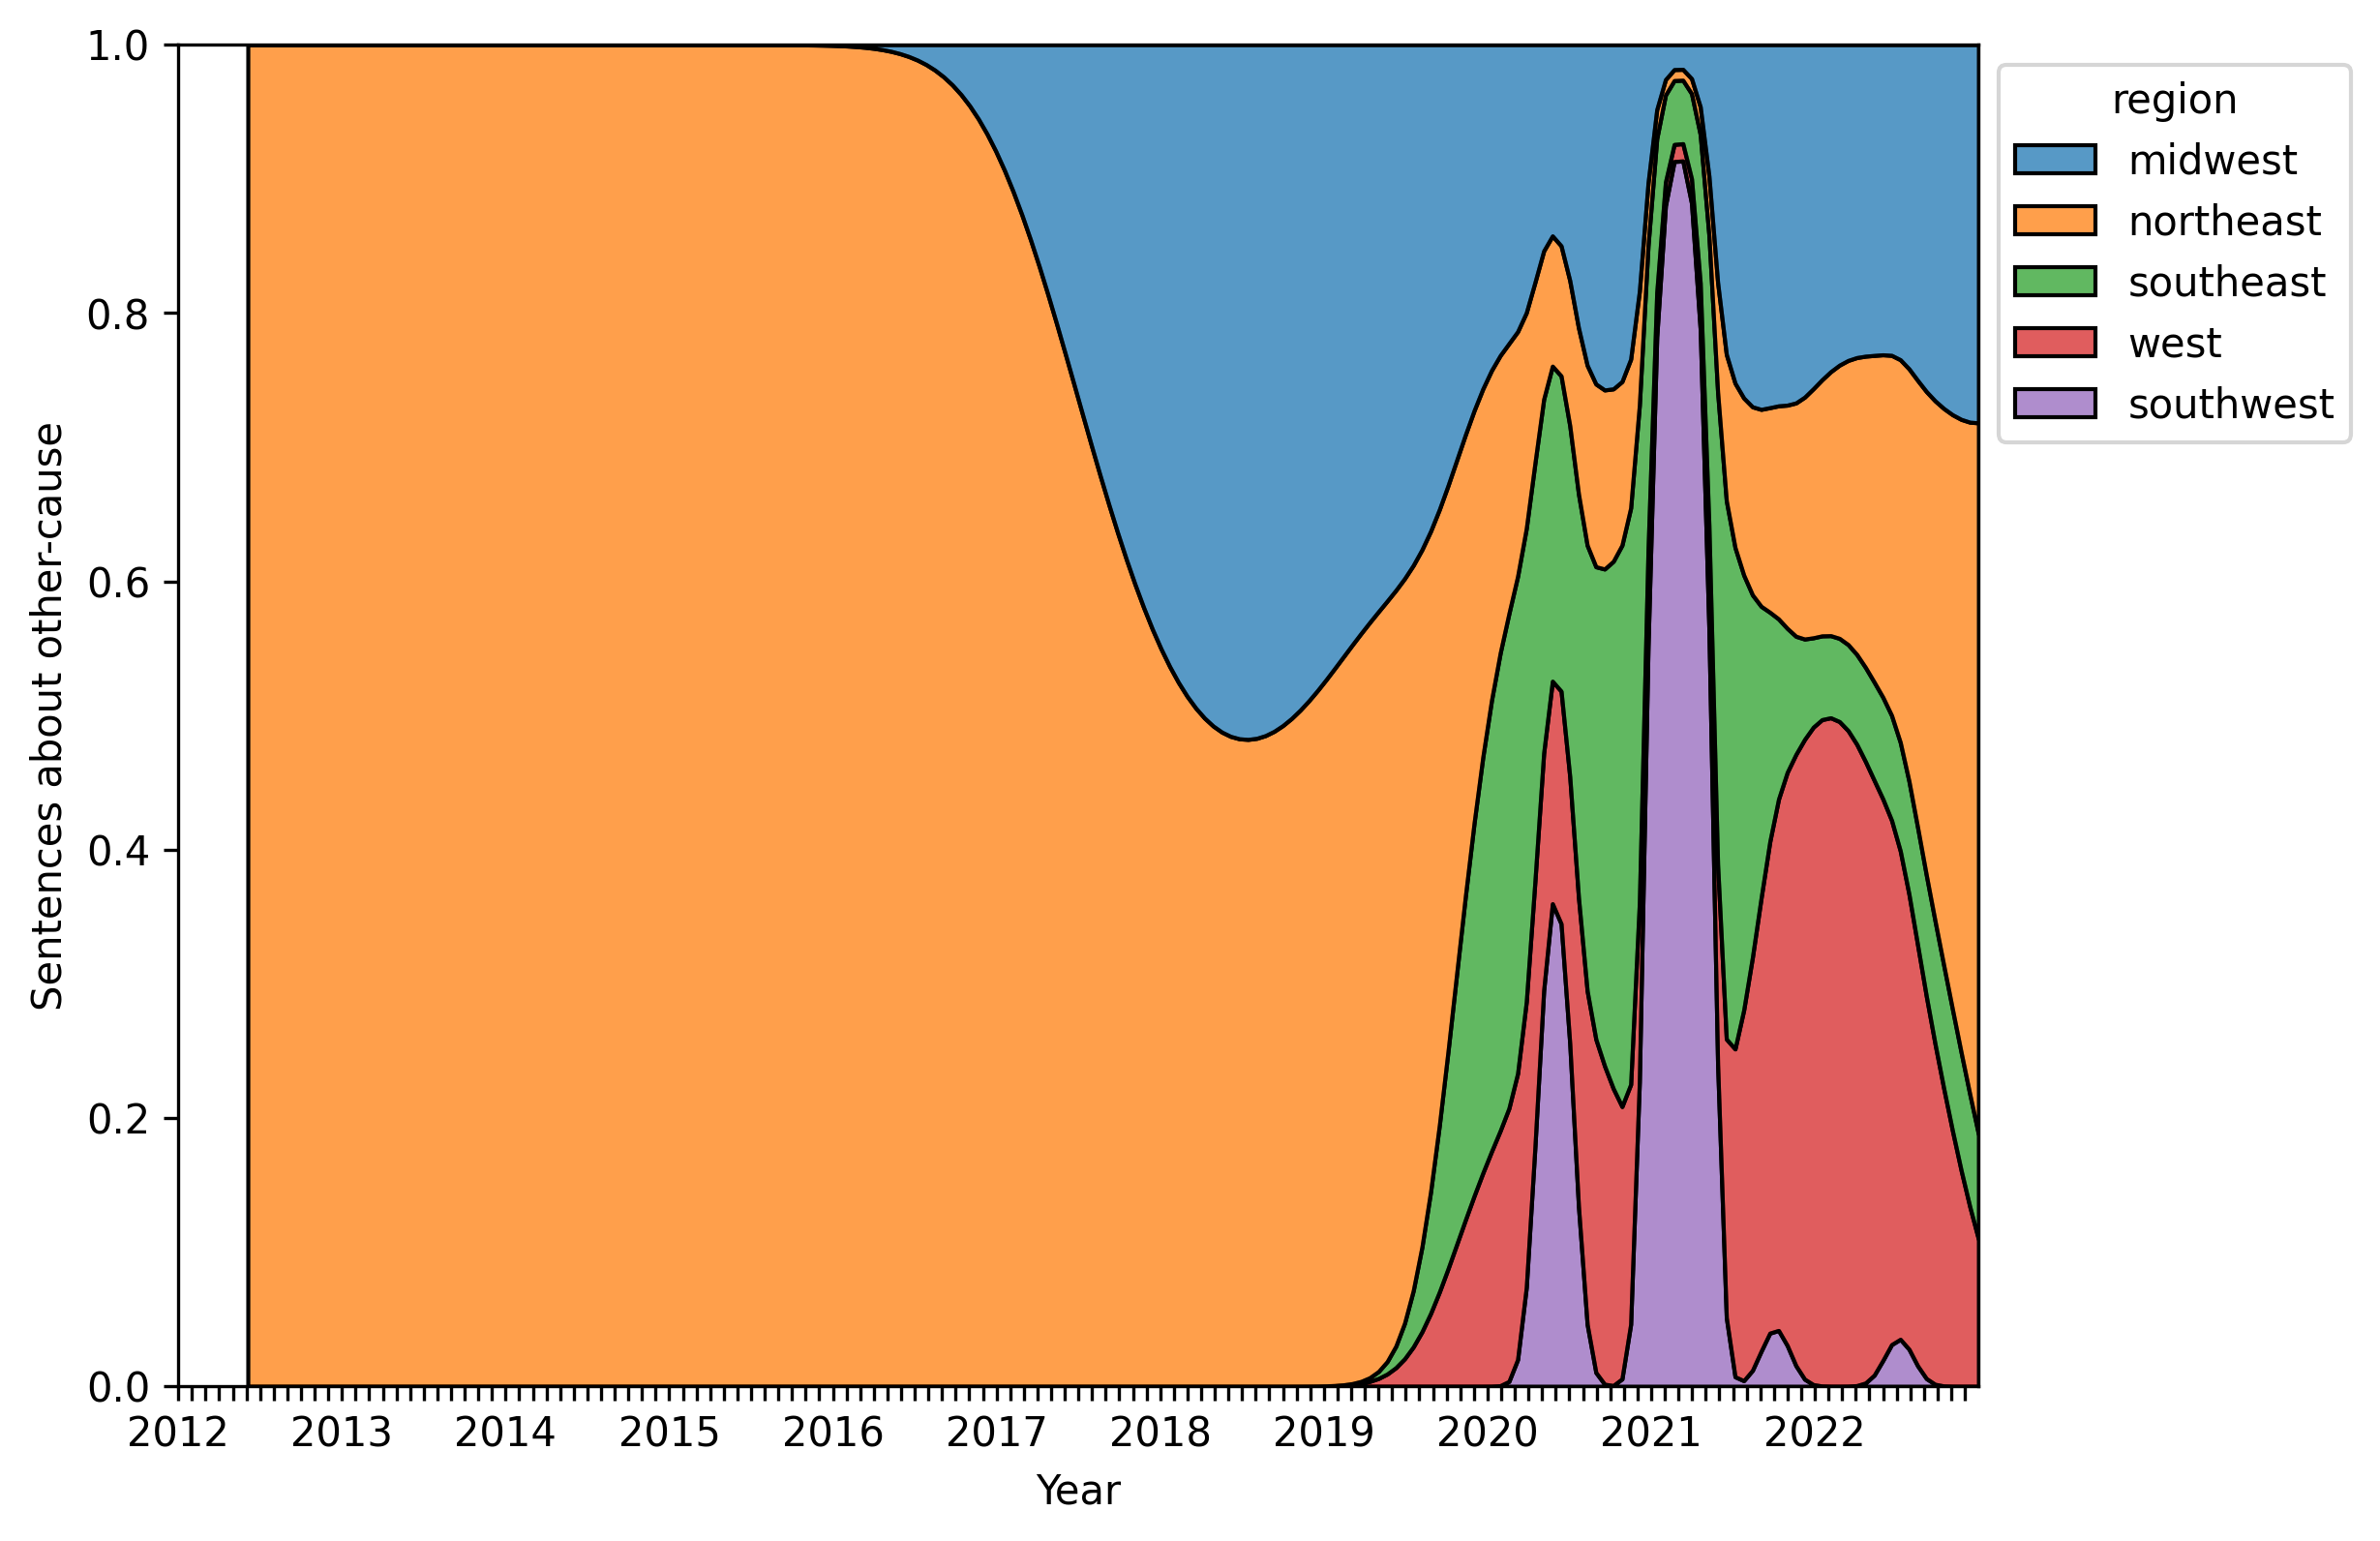 1.0
0.8
0.6
0.4
0.2
0.0
Sentences about other-cause
2012 2013 2014 2015 2016 2017 2018 2019 2020 2021 2022
Year
region
midwest
northeast
southeast
west
southwest